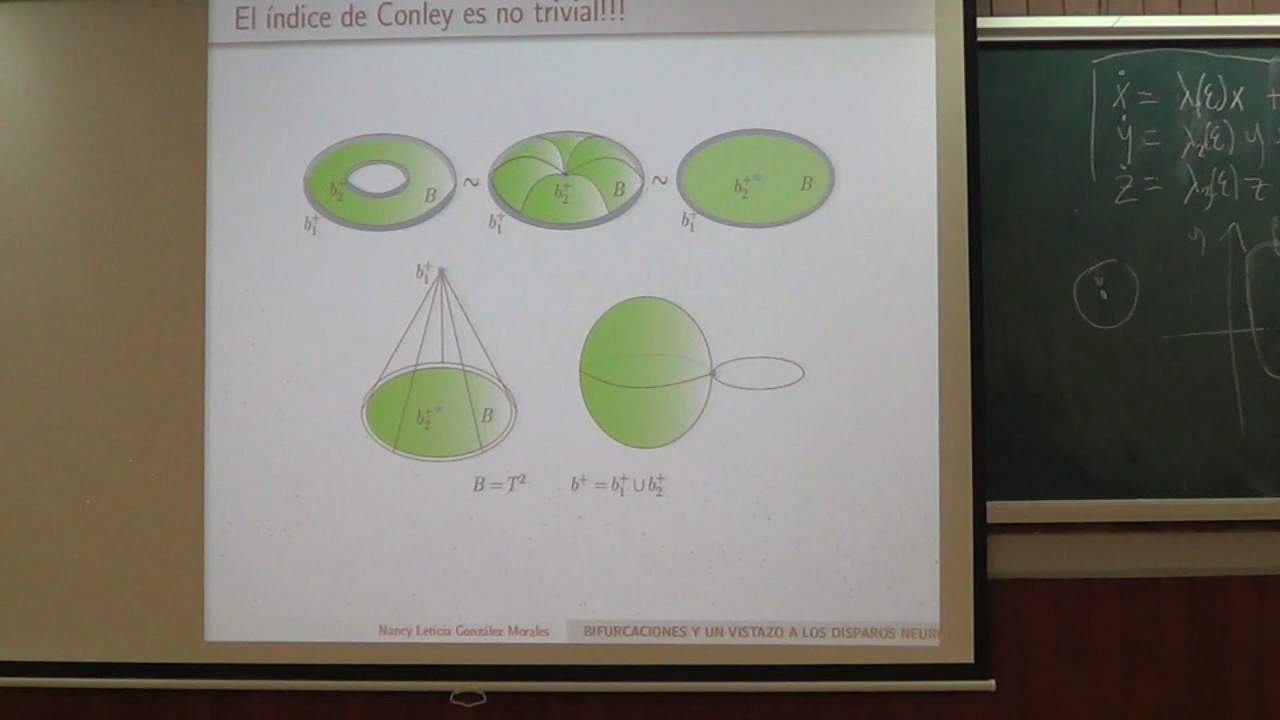 El índice de Conley es no trivial!!!
b₂⁺ B ∼ b₂⁺ B ∼ b₂⁺ B
b₁⁺ b₁⁺ b₁⁺
b₁⁺
b₂⁺ B
B = T² b⁺ = b₁⁺ ∪ b₂⁺
Nancy Leticia González Morales BIFURCACIONES Y UN VISTAZO A LOS DISPAROS NEUR
ẋ = λ(ε)x +
ẏ = λ₂(ε) y
ż = z